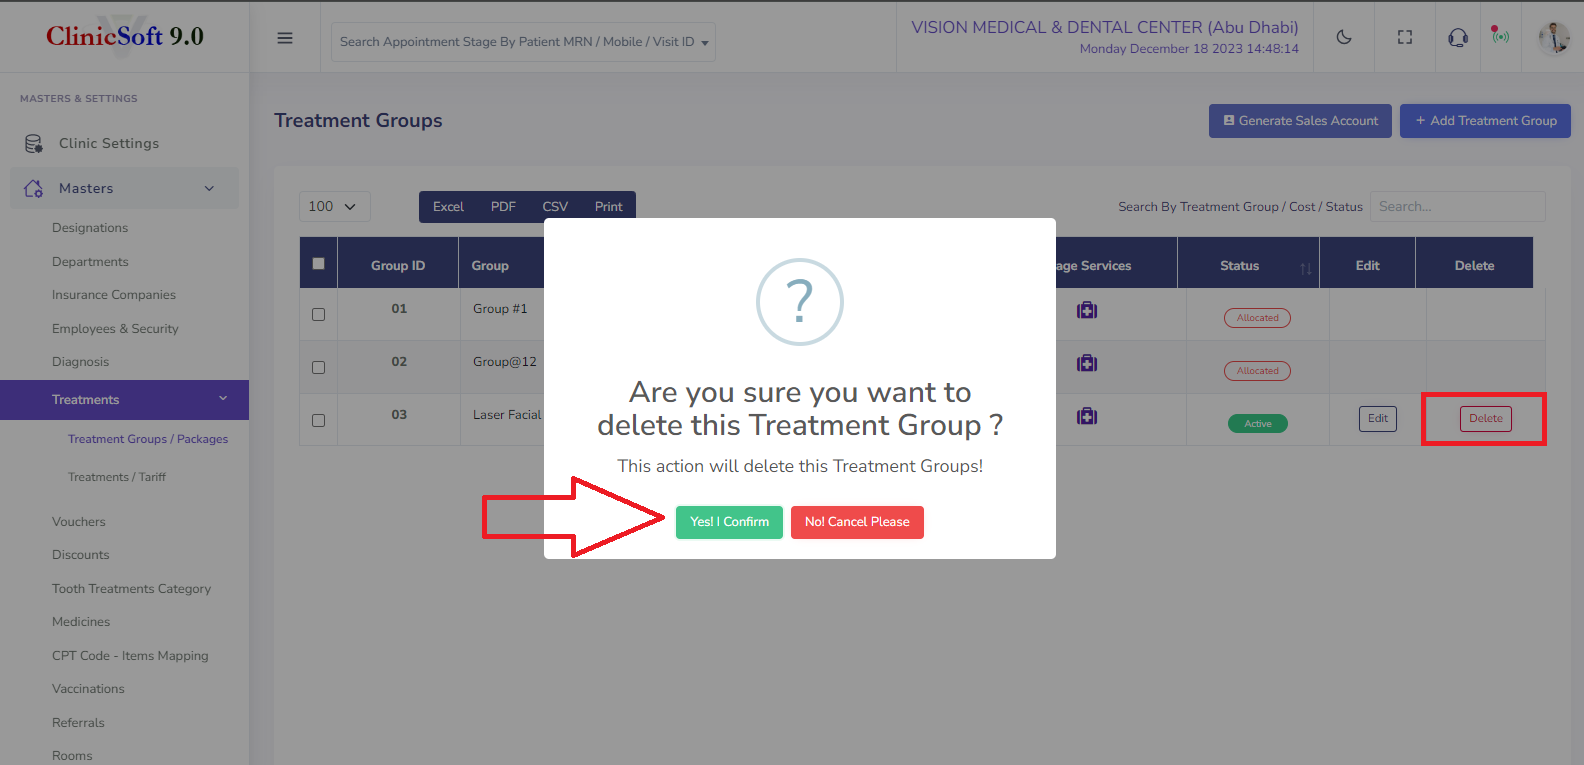 ClinicSoft 9.0
Search Appointment Stage By Patient MRN / Mobile / Visit ID
VISION MEDICAL & DENTAL CENTER (Abu Dhabi)
Monday December 18 2023 14:48:14
MASTERS & SETTINGS
Clinic Settings
Masters
Designations
Departments
Insurance Companies
Employees & Security
Diagnosis
Treatments
Treatment Groups / Packages
Treatments / Tariff
Vouchers
Discounts
Tooth Treatments Category
Medicines
CPT Code - Items Mapping
Vaccinations
Referrals
Rooms
Treatment Groups
Generate Sales Account
+ Add Treatment Group
100
Excel PDF CSV Print
Search By Treatment Group / Cost / Status Search...
Group ID Group age Services Status Edit Delete
01 Group #1 Allocated
02 Group@12 Allocated
03 Laser Facial Active Edit Delete
?
Are you sure you want to
delete this Treatment Group ?
This action will delete this Treatment Groups!
Yes! I Confirm No! Cancel Please